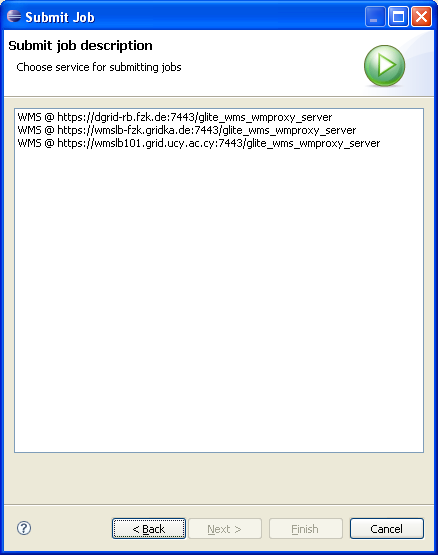 Submit Job
Submit job description
Choose service for submitting jobs
WMS @ https://dgrid-rb.fzk.de:7443/glite_wms_wmproxy_server
WMS @ https://wmslb-fzk.gridka.de:7443/glite_wms_wmproxy_server
WMS @ https://wmslb101.grid.ucy.ac.cy:7443/glite_wms_wmproxy_server
?
< Back
Next >
Finish
Cancel